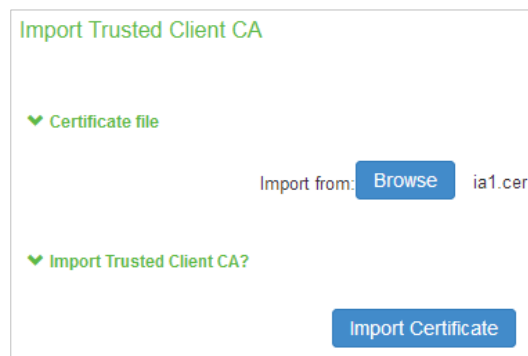 Import Trusted Client CA
Certificate file
Import from: Browse ia1.cer
Import Trusted Client CA?
Import Certificate